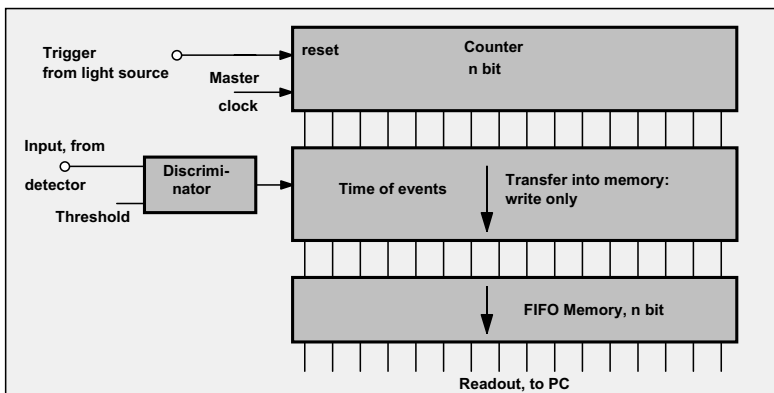 Trigger
from light source
reset
Counter
n bit
Master
clock
Input, from
detector
Discrimi-
nator
Threshold
Time of events
Transfer into memory:
write only
FIFO Memory, n bit
Readout, to PC